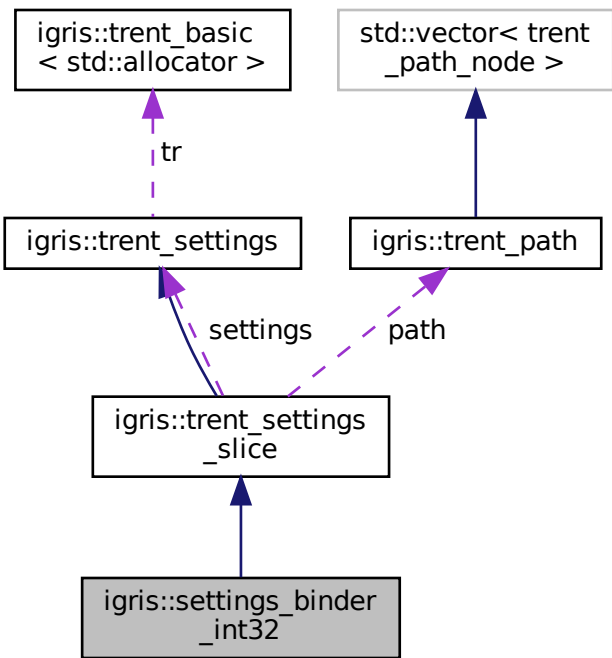 igris::trent_basic
< std::allocator >
std::vector< trent
_path_node >
tr
igris::trent_settings
igris::trent_path
settings
path
igris::trent_settings
_slice
igris::settings_binder
_int32